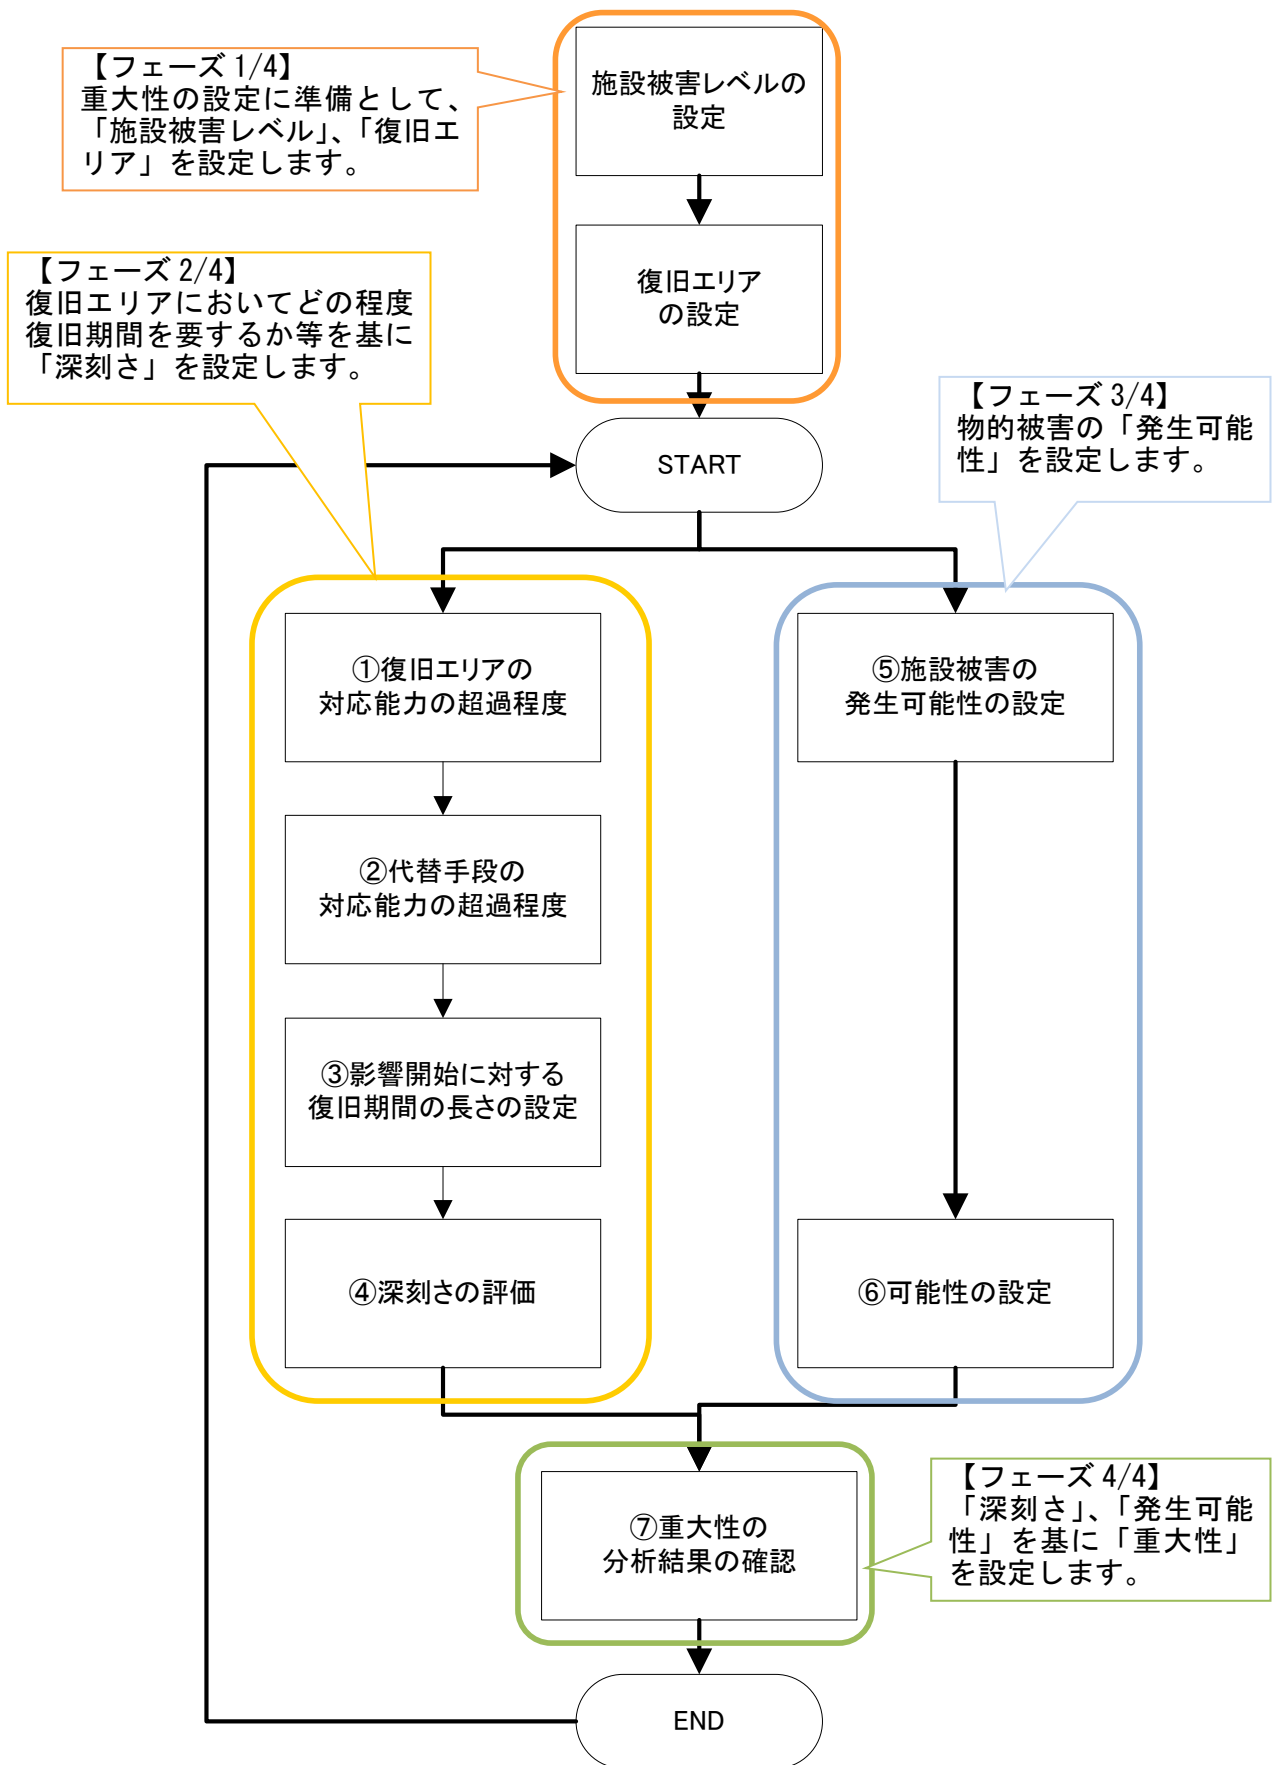 【フェーズ 1/4】
重大性の設定に準備として、
「施設被害レベル」、「復旧エ
リア」を設定します。
施設被害レベルの
設定
復旧エリア
の設定
【フェーズ 2/4】
復旧エリアにおいてどの程度
復旧期間を要するか等を基に
「深刻さ」を設定します。
【フェーズ 3/4】
物的被害の「発生可能
性」を設定します。
START
①復旧エリアの
対応能力の超過程度
②代替手段の
対応能力の超過程度
③影響開始に対する
復旧期間の長さの設定
④深刻さの評価
⑤施設被害の
発生可能性の設定
⑥可能性の設定
⑦重大性の
分析結果の確認
【フェーズ 4/4】
「深刻さ」、「発生可能
性」を基に「重大性」
を設定します。
END